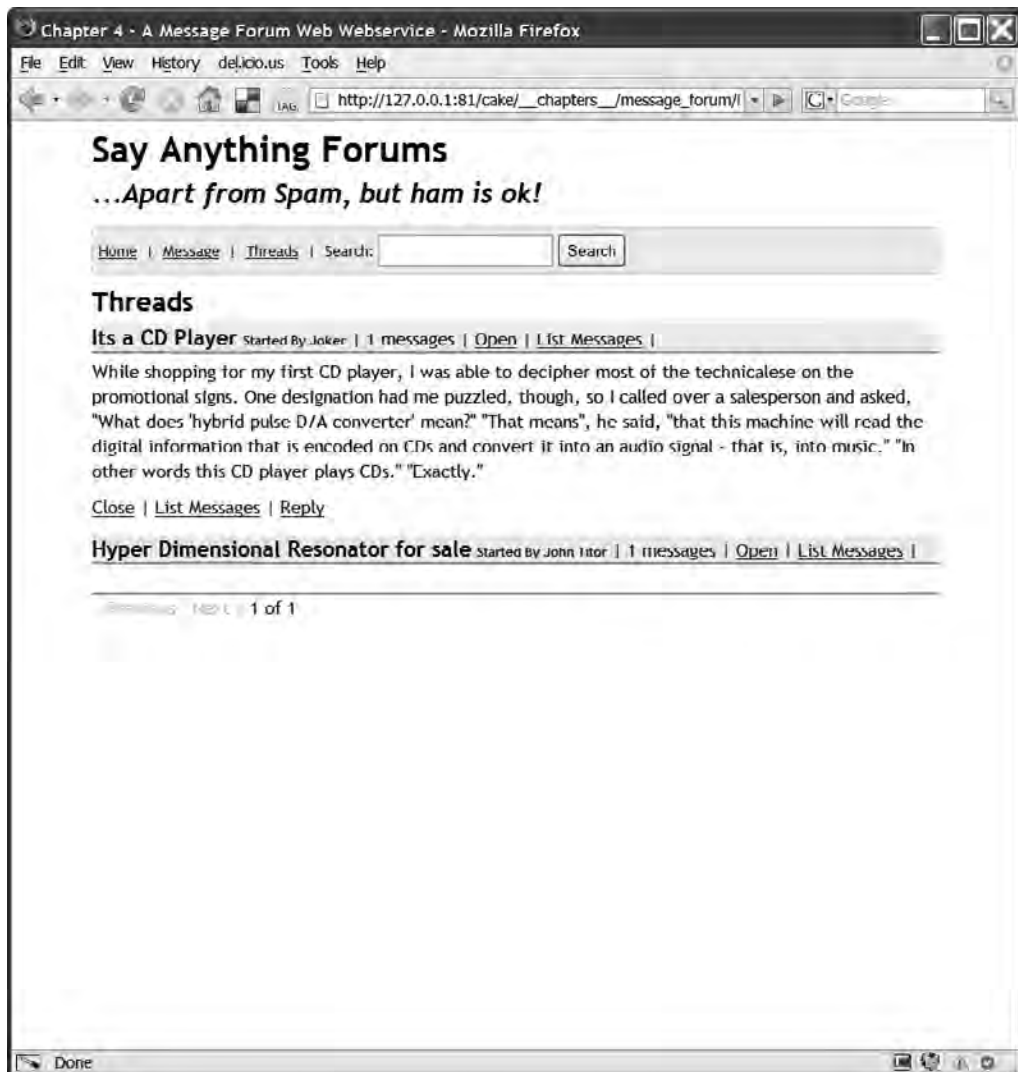 Chapter 4 - A Message Forum Web Webservice - Mozilla Firefox
File Edit View History del.icio.us Tools Help
TAG http://127.0.0.1:81/cake/__chapters__/message_forum/ Google
Say Anything Forums
...Apart from Spam, but ham is ok!
Home | Message | Threads | Search: Search
Threads
Its a CD Player Started By Joker | 1 messages | Open | List Messages |
While shopping for my first CD player, I was able to decipher most of the technicalese on the
promotional signs. One designation had me puzzled, though, so I called over a salesperson and asked,
"What does 'hybrid pulse D/A converter' mean?" "That means", he said, "that this machine will read the
digital information that is encoded on CDs and convert it into an audio signal - that is, into music." "In
other words this CD player plays CDs." "Exactly."
Close | List Messages | Reply
Hyper Dimensional Resonator for sale Started By John Titor | 1 messages | Open | List Messages |
Previous Next 1 of 1
Done